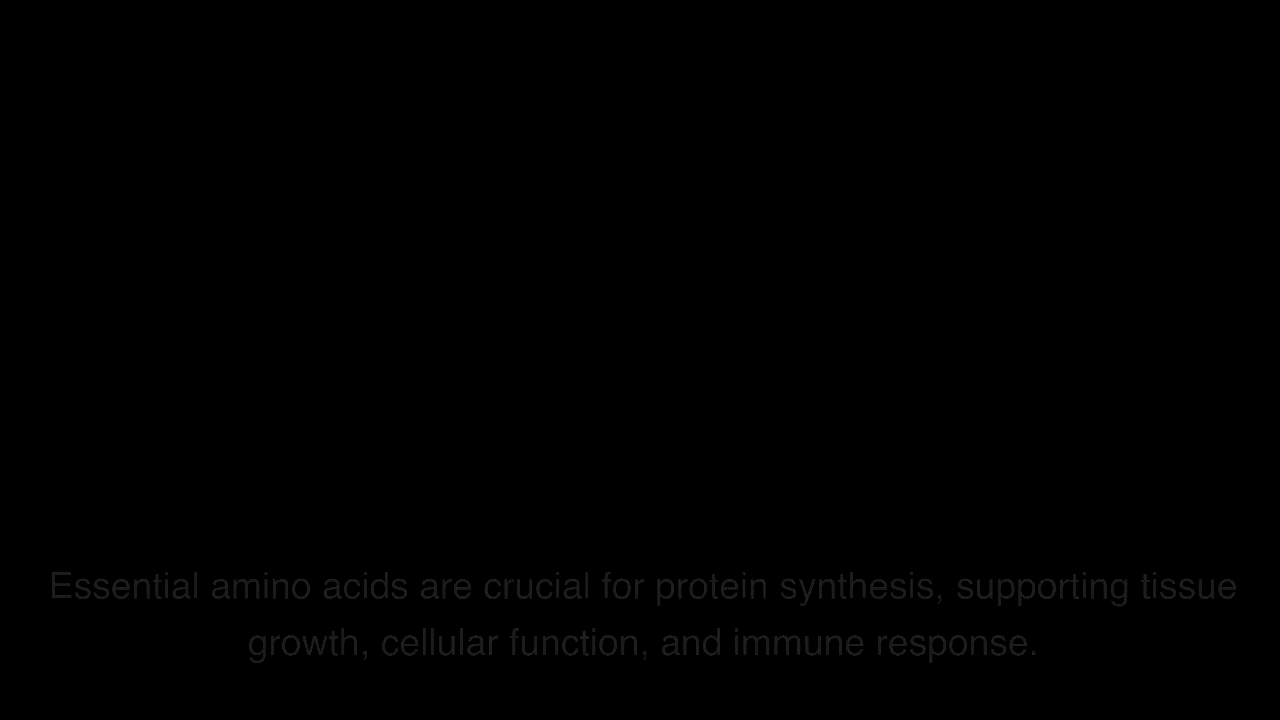 Essential amino acids are crucial for protein synthesis, supporting tissue
growth, cellular function, and immune response.